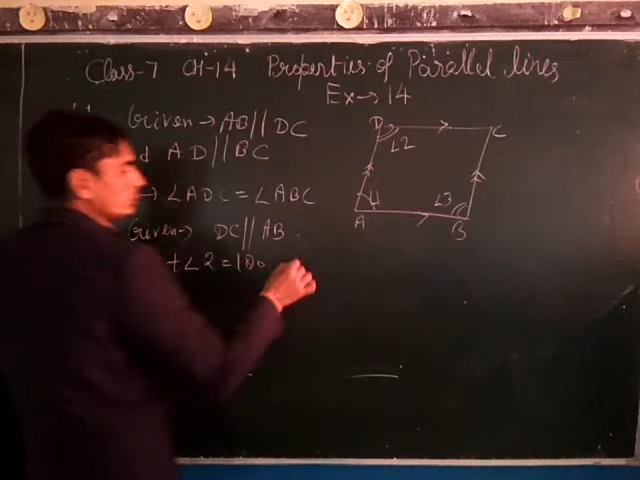 Class-7 CH-14 Properties of Parallel lines
Ex→14
Given → AB || DC
AD || BC
→ ∠ADC = ∠ABC
Given → DC || AB
+∠2 = 180
D
C
∠2
∠1
∠3
A
B